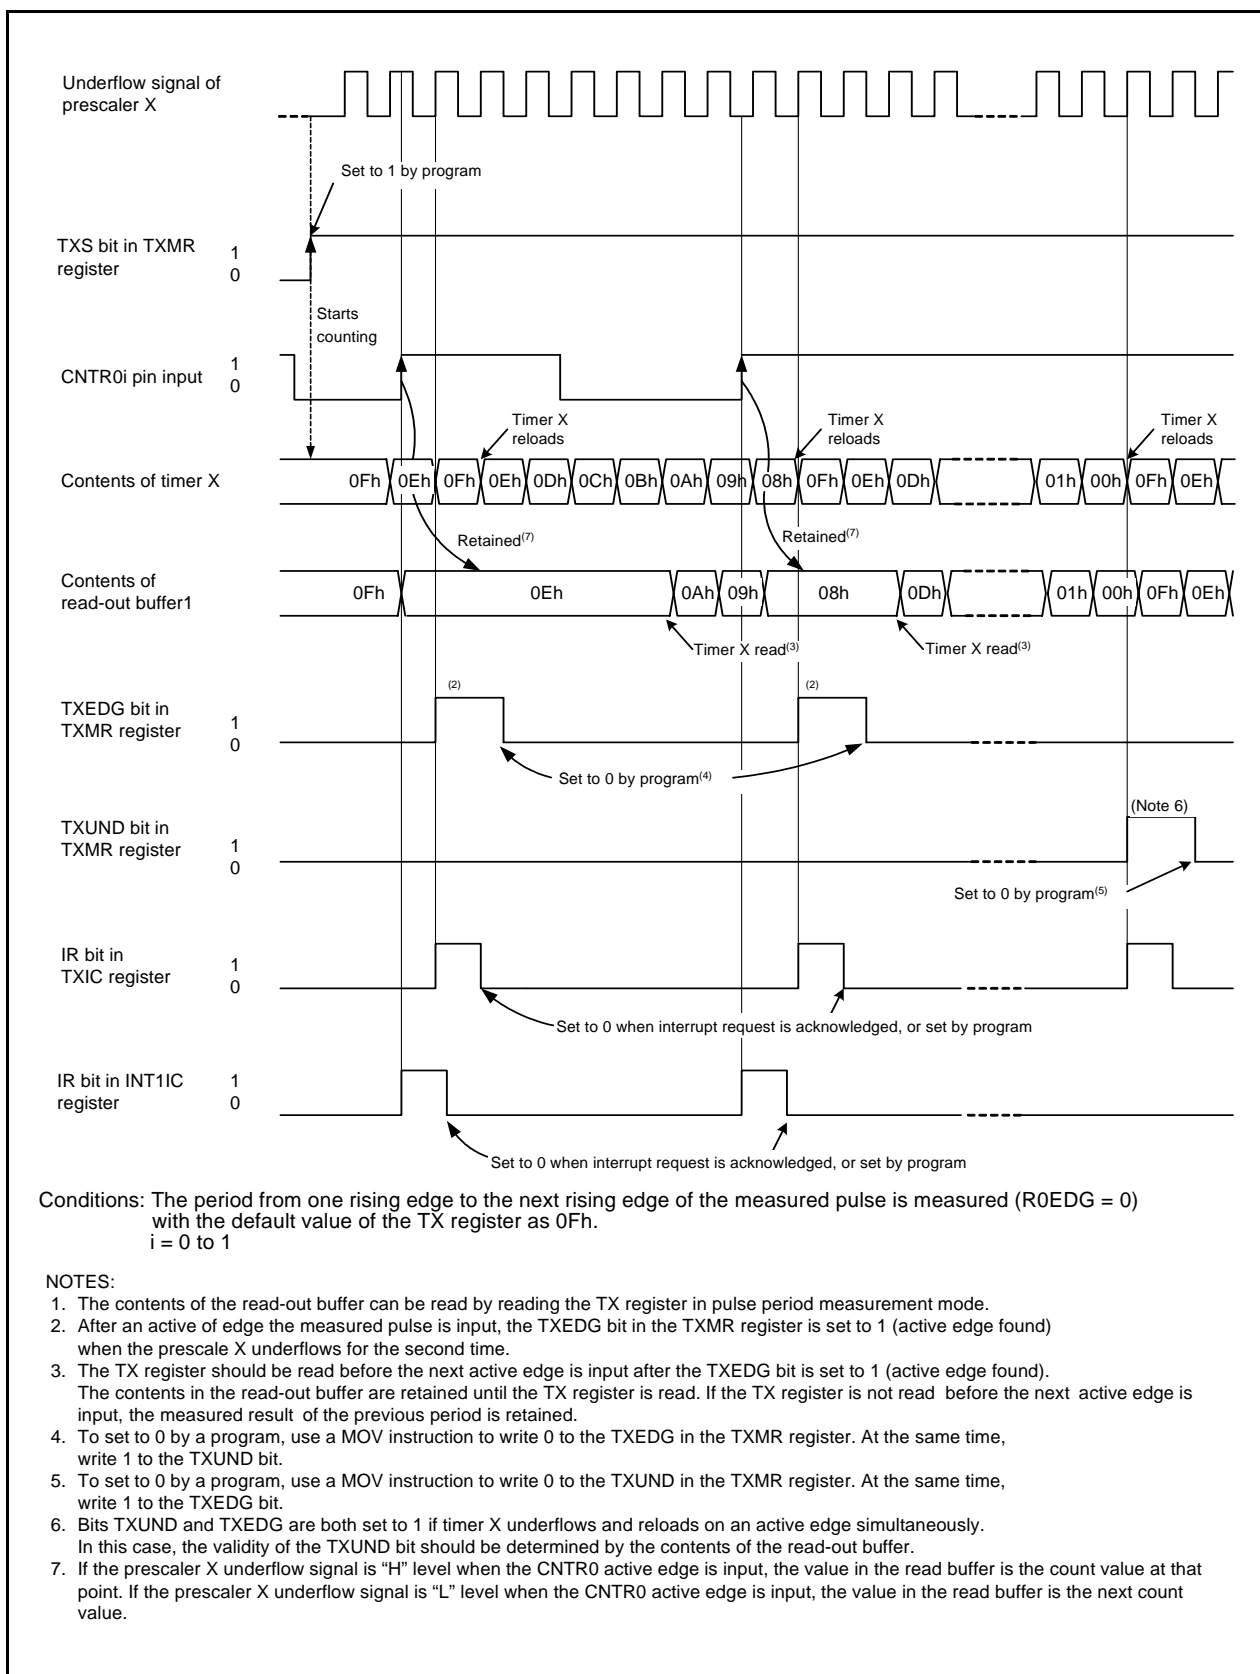 Underflow signal of
prescaler X
Set to 1 by program
TXS bit in TXMR
register
1
0
Starts
counting
CNTR0i pin input
1
0
Timer X
reloads
Timer X
reloads
Timer X
reloads
Contents of timer X
0Fh 0Eh 0Fh 0Eh 0Dh 0Ch 0Bh 0Ah 09h 08h 0Fh 0Eh 0Dh 01h 00h 0Fh 0Eh
Retained(7)
Retained(7)
Contents of
read-out buffer1
0Fh 0Eh 0Ah 09h 08h 0Dh 01h 00h 0Fh 0Eh
Timer X read(3)
Timer X read(3)
(2)
(2)
TXEDG bit in
TXMR register
1
0
Set to 0 by program(4)
(Note 6)
TXUND bit in
TXMR register
1
0
Set to 0 by program(5)
IR bit in
TXIC register
1
0
Set to 0 when interrupt request is acknowledged, or set by program
IR bit in INT1IC
register
1
0
Set to 0 when interrupt request is acknowledged, or set by program
Conditions: The period from one rising edge to the next rising edge of the measured pulse is measured (R0EDG = 0)
with the default value of the TX register as 0Fh.
i = 0 to 1
NOTES:
1. The contents of the read-out buffer can be read by reading the TX register in pulse period measurement mode.
2. After an active of edge the measured pulse is input, the TXEDG bit in the TXMR register is set to 1 (active edge found)
when the prescale X underflows for the second time.
3. The TX register should be read before the next active edge is input after the TXEDG bit is set to 1 (active edge found).
The contents in the read-out buffer are retained until the TX register is read. If the TX register is not read before the next active edge is
input, the measured result of the previous period is retained.
4. To set to 0 by a program, use a MOV instruction to write 0 to the TXEDG in the TXMR register. At the same time,
write 1 to the TXUND bit.
5. To set to 0 by a program, use a MOV instruction to write 0 to the TXUND in the TXMR register. At the same time,
write 1 to the TXEDG bit.
6. Bits TXUND and TXEDG are both set to 1 if timer X underflows and reloads on an active edge simultaneously.
In this case, the validity of the TXUND bit should be determined by the contents of the read-out buffer.
7. If the prescaler X underflow signal is “H” level when the CNTR0 active edge is input, the value in the read buffer is the count value at that
point. If the prescaler X underflow signal is “L” level when the CNTR0 active edge is input, the value in the read buffer is the next count
value.